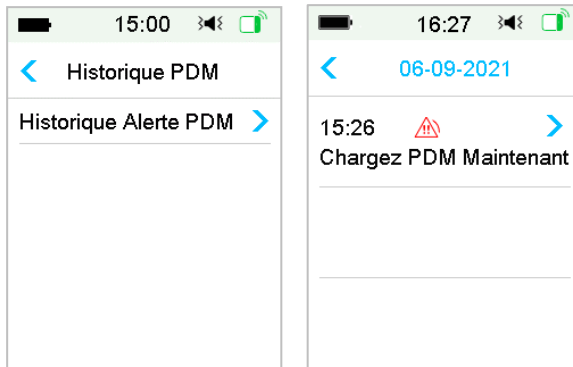 15:00
Historique PDM
Historique Alerte PDM
16:27
06-09-2021
15:26
Chargez PDM Maintenant